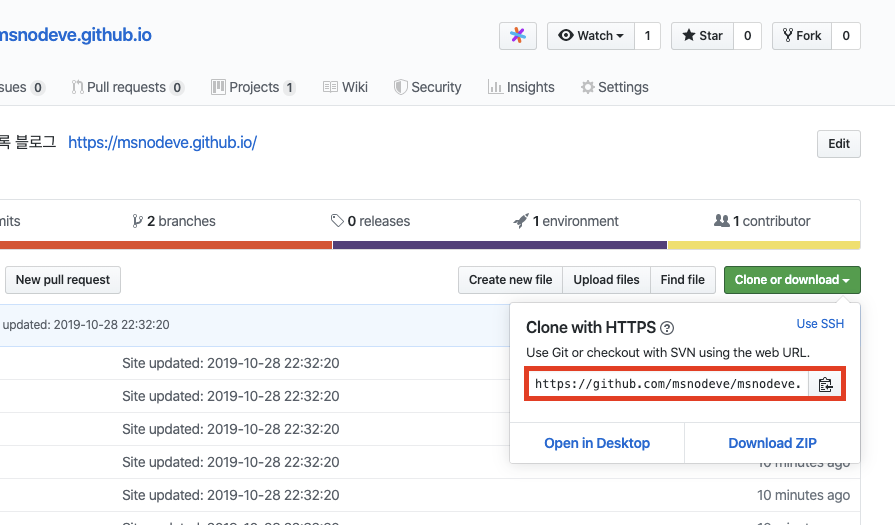 msnodeve.github.io
Watch 1 Star 0 Fork 0
sues 0 Pull requests 0 Projects 1 Wiki Security Insights Settings
록 블로그 https://msnodeve.github.io/ Edit
mits 2 branches 0 releases 1 environment 1 contributor
New pull request Create new file Upload files Find file Clone or download
updated: 2019-10-28 22:32:20
Clone with HTTPS ? Use SSH
Use Git or checkout with SVN using the web URL.
https://github.com/msnodeve/msnodeve.
Open in Desktop Download ZIP
Site updated: 2019-10-28 22:32:20
Site updated: 2019-10-28 22:32:20
Site updated: 2019-10-28 22:32:20
Site updated: 2019-10-28 22:32:20 10 minutes ago
Site updated: 2019-10-28 22:32:20 10 minutes ago